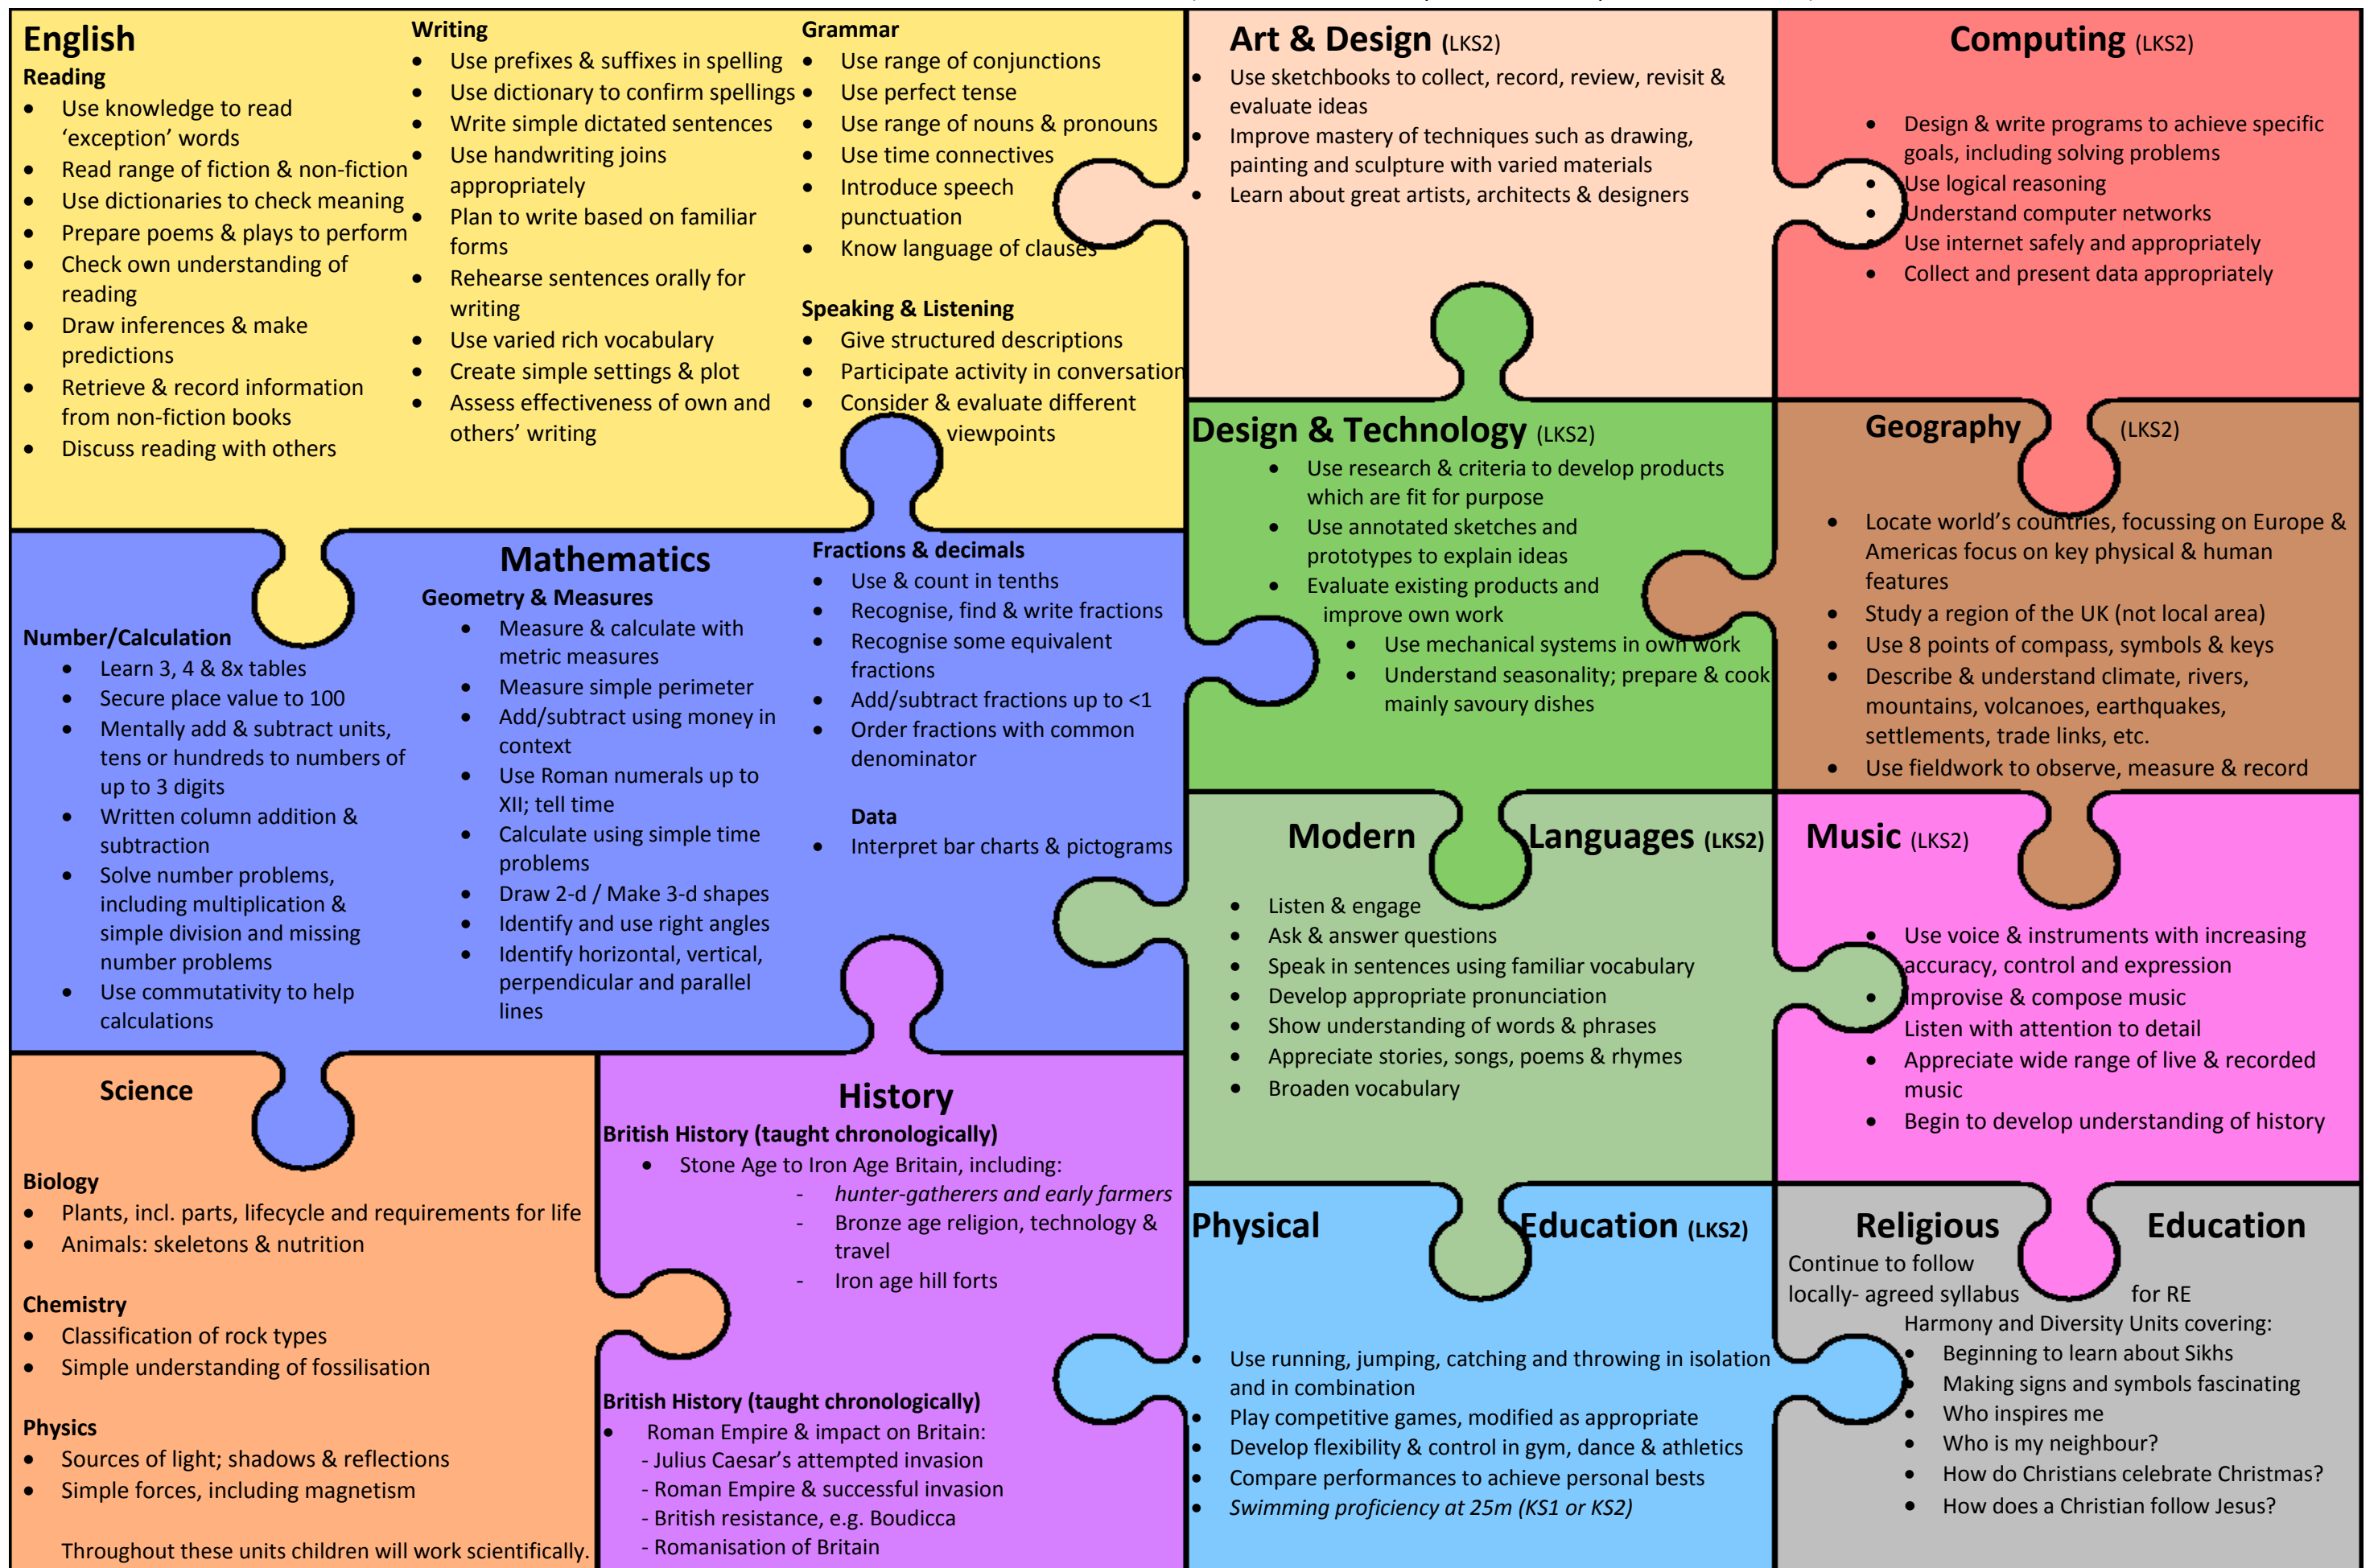 English
Reading
• Use knowledge to read
‘exception’ words
• Read range of fiction & non-fiction
• Use dictionaries to check meaning
• Prepare poems & plays to perform
• Check own understanding of
reading
• Draw inferences & make
predictions
• Retrieve & record information
from non-fiction books
• Discuss reading with others
Writing
• Use prefixes & suffixes in spelling
• Use dictionary to confirm spellings
• Write simple dictated sentences
• Use handwriting joins
appropriately
• Plan to write based on familiar
forms
• Rehearse sentences orally for
writing
• Use varied rich vocabulary
• Create simple settings & plot
• Assess effectiveness of own and
others’ writing
Grammar
• Use range of conjunctions
• Use perfect tense
• Use range of nouns & pronouns
• Use time connectives
• Introduce speech
punctuation
• Know language of clauses
Speaking & Listening
• Give structured descriptions
• Participate activity in conversation
• Consider & evaluate different
viewpoints
Art & Design (LKS2)
• Use sketchbooks to collect, record, review, revisit &
evaluate ideas
• Improve mastery of techniques such as drawing,
painting and sculpture with varied materials
• Learn about great artists, architects & designers
Computing (LKS2)
• Design & write programs to achieve specific
goals, including solving problems
• Use logical reasoning
• Understand computer networks
• Use internet safely and appropriately
• Collect and present data appropriately
Mathematics
Number/Calculation
• Learn 3, 4 & 8x tables
• Secure place value to 100
• Mentally add & subtract units,
tens or hundreds to numbers of
up to 3 digits
• Written column addition &
subtraction
• Solve number problems,
including multiplication &
simple division and missing
number problems
• Use commutativity to help
calculations
Geometry & Measures
• Measure & calculate with
metric measures
• Measure simple perimeter
• Add/subtract using money in
context
• Use Roman numerals up to
XII; tell time
• Calculate using simple time
problems
• Draw 2-d / Make 3-d shapes
• Identify and use right angles
• Identify horizontal, vertical,
perpendicular and parallel
lines
Fractions & decimals
• Use & count in tenths
• Recognise, find & write fractions
• Recognise some equivalent
fractions
• Add/subtract fractions up to <1
• Order fractions with common
denominator
Data
• Interpret bar charts & pictograms
Design & Technology (LKS2)
• Use research & criteria to develop products
which are fit for purpose
• Use annotated sketches and
prototypes to explain ideas
• Evaluate existing products and
improve own work
• Use mechanical systems in own work
• Understand seasonality; prepare & cook
mainly savoury dishes
Geography (LKS2)
• Locate world’s countries, focussing on Europe &
Americas focus on key physical & human
features
• Study a region of the UK (not local area)
• Use 8 points of compass, symbols & keys
• Describe & understand climate, rivers,
mountains, volcanoes, earthquakes,
settlements, trade links, etc.
• Use fieldwork to observe, measure & record
Modern Languages (LKS2)
• Listen & engage
• Ask & answer questions
• Speak in sentences using familiar vocabulary
• Develop appropriate pronunciation
• Show understanding of words & phrases
• Appreciate stories, songs, poems & rhymes
• Broaden vocabulary
Music (LKS2)
• Use voice & instruments with increasing
accuracy, control and expression
• Improvise & compose music
Listen with attention to detail
• Appreciate wide range of live & recorded
music
• Begin to develop understanding of history
Science
Biology
• Plants, incl. parts, lifecycle and requirements for life
• Animals: skeletons & nutrition
Chemistry
• Classification of rock types
• Simple understanding of fossilisation
Physics
• Sources of light; shadows & reflections
• Simple forces, including magnetism
Throughout these units children will work scientifically.
History
British History (taught chronologically)
• Stone Age to Iron Age Britain, including:
- hunter-gatherers and early farmers
- Bronze age religion, technology &
travel
- Iron age hill forts
British History (taught chronologically)
• Roman Empire & impact on Britain:
- Julius Caesar’s attempted invasion
- Roman Empire & successful invasion
- British resistance, e.g. Boudicca
- Romanisation of Britain
Physical Education (LKS2)
• Use running, jumping, catching and throwing in isolation
and in combination
• Play competitive games, modified as appropriate
• Develop flexibility & control in gym, dance & athletics
• Compare performances to achieve personal bests
• Swimming proficiency at 25m (KS1 or KS2)
Religious Education
Continue to follow
locally- agreed syllabus for RE
Harmony and Diversity Units covering:
• Beginning to learn about Sikhs
• Making signs and symbols fascinating
• Who inspires me
• Who is my neighbour?
• How do Christians celebrate Christmas?
• How does a Christian follow Jesus?